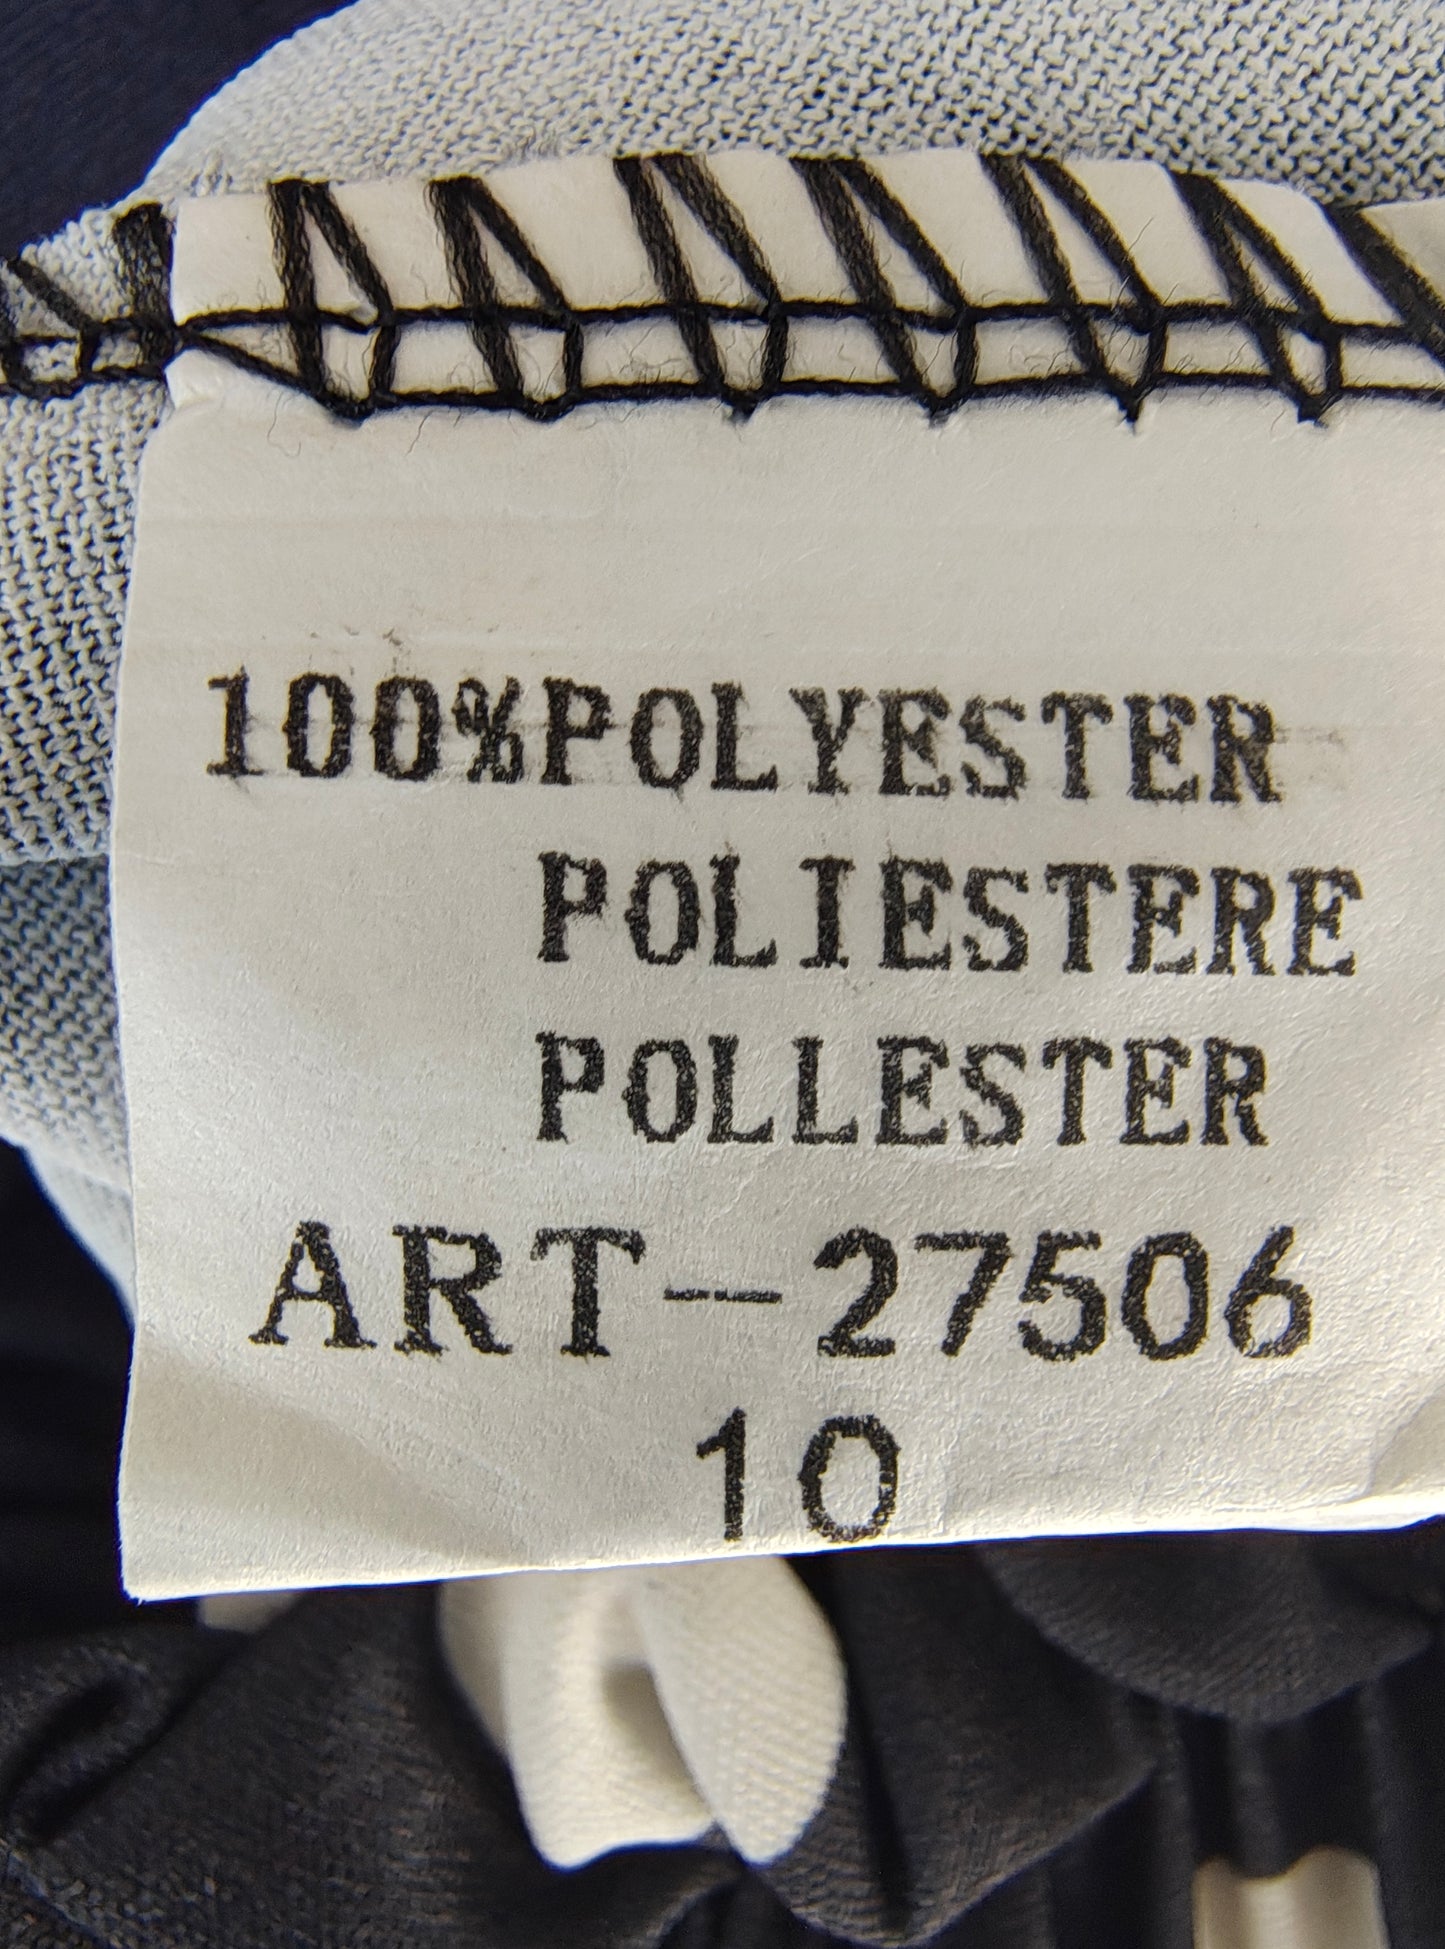 100%POLYESTER
POLIESTERE
POLLESTER
ART-27506
10